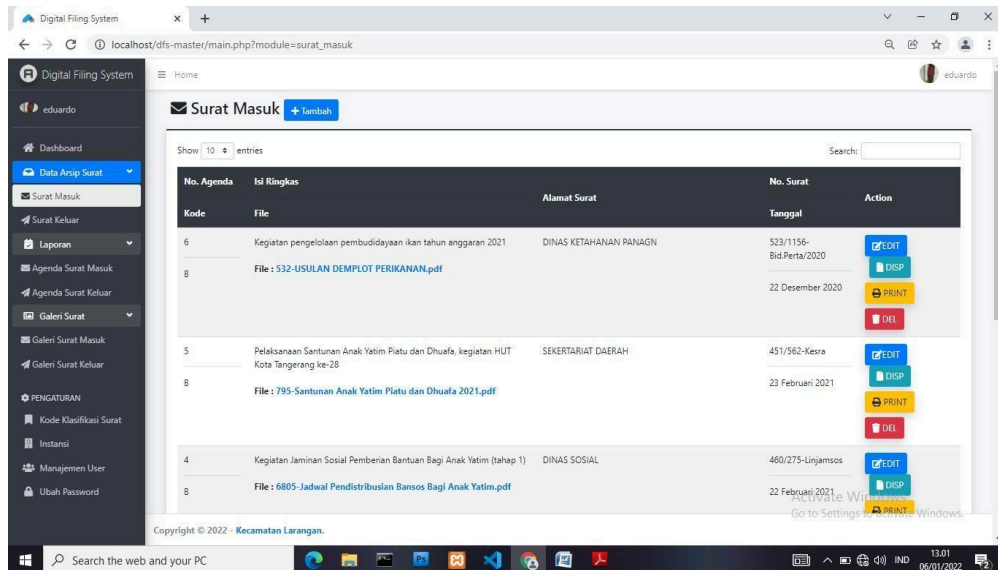 Digital Filing System
localhost/dfs-master/main.php?module=surat_masuk
Digital Filing System
Home
eduardo
eduardo
Surat Masuk
+ Tambah
Dashboard
Data Arsip Surat
Surat Masuk
Surat Keluar
Laporan
Agenda Surat Masuk
Agenda Surat Keluar
Galeri Surat
Galeri Surat Masuk
Galeri Surat Keluar
PENGATURAN
Kode Klasifikasi Surat
Instansi
Manajemen User
Ubah Password
Show 10 entries
Search:
No. Agenda
Kode
Isi Ringkas
File
Alamat Surat
No. Surat
Tanggal
Action
6
B
Kegiatan pengelolaan pembudidayaan ikan tahun anggaran 2021
File : 532-USULAN DEMPLOT PERIKANAN.pdf
DINAS KETAHANAN PANAGN
523/1156-
Bid.Perta/2020
22 Desember 2020
EDIT
DISP
PRINT
DEL
5
B
Pelaksanaan Santunan Anak Yatim Piatu dan Dhuafa, kegiatan HUT
Kota Tangerang ke-28
File : 795-Santunan Anak Yatim Piatu dan Dhuafa 2021.pdf
SEKERTARIAT DAERAH
451/562-Kesra
23 Februari 2021
EDIT
DISP
PRINT
DEL
4
B
Kegiatan Jaminan Sosial Pemberian Bantuan Bagi Anak Yatim (tahap 1)
File : 6805-Jadwal Pendistribusian Bansos Bagi Anak Yatim.pdf
DINAS SOSIAL
460/275-Linjamsos
22 Februari 2021
EDIT
DISP
PRINT
Activate Windows
Go to Settings to activate Windows.
Copyright © 2022 - Kecamatan Larangan.
Search the web and your PC
IND
13.01
06/01/2022